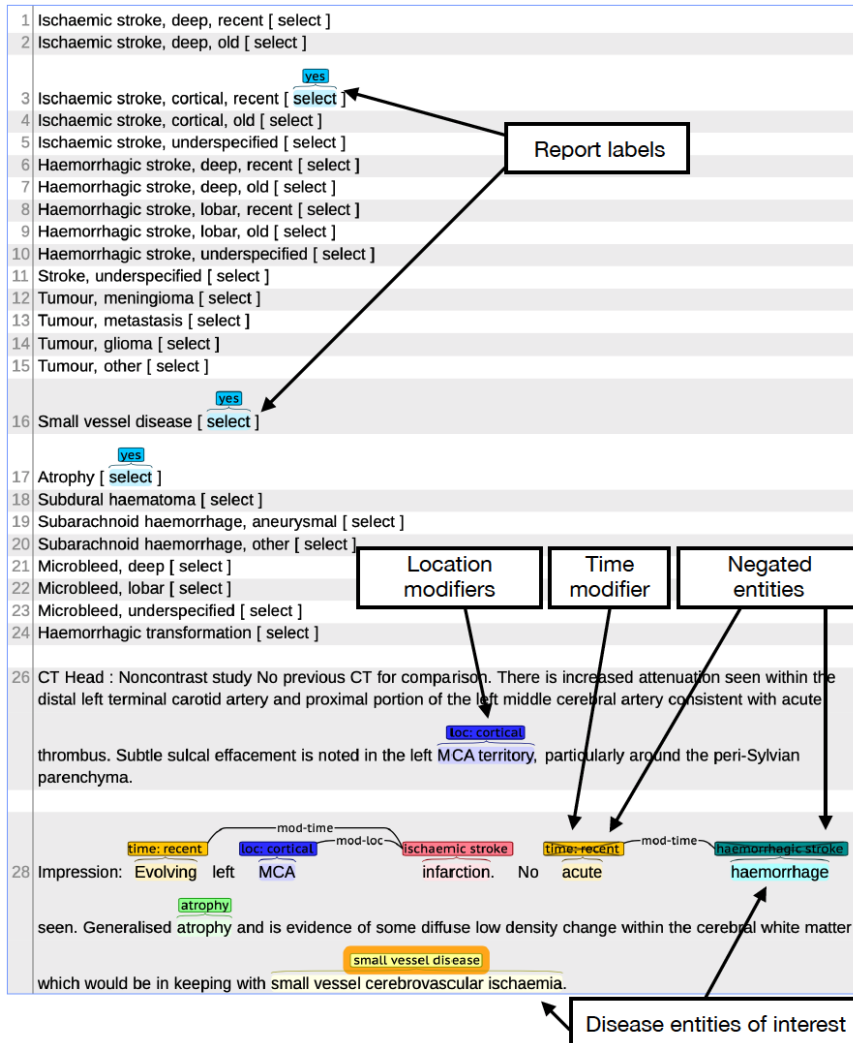 1 Ischaemic stroke, deep, recent [ select ]
2 Ischaemic stroke, deep, old [ select ]
yes
3 Ischaemic stroke, cortical, recent [ select ]
4 Ischaemic stroke, cortical, old [ select ]
5 Ischaemic stroke, underspecified [ select ]
Report labels
6 Haemorrhagic stroke, deep, recent [ select ]
7 Haemorrhagic stroke, deep, old [ select ]
8 Haemorrhagic stroke, lobar, recent [ select ]
9 Haemorrhagic stroke, lobar, old [ select ]
10 Haemorrhagic stroke, underspecified [ select ]
11 Stroke, underspecified [ select ]
12 Tumour, meningioma [ select ]
13 Tumour, metastasis [ select ]
14 Tumour, glioma [ select ]
15 Tumour, other [ select ]
yes
16 Small vessel disease [ select ]
yes
17 Atrophy [ select ]
18 Subdural haematoma [ select ]
19 Subarachnoid haemorrhage, aneurysmal [ select ]
20 Subarachnoid haemorrhage, other [ select ]
21 Microbleed, deep [ select ]
22 Microbleed, lobar [ select ]
23 Microbleed, underspecified [ select ]
24 Haemorrhagic transformation [ select ]
Location
modifiers
Time
modifier
Negated
entities
26 CT Head : Noncontrast study No previous CT for comparison. There is increased attenuation seen within the
distal left terminal carotid artery and proximal portion of the left middle cerebral artery consistent with acute
loc: cortical
thrombus. Subtle sulcal effacement is noted in the left MCA territory, particularly around the peri-Sylvian
parenchyma.
mod-time
mod-loc mod-time
time: recent loc: cortical ischaemic stroke time: recent haemorrhagic stroke
28 Impression: Evolving left MCA infarction. No acute haemorrhage
atrophy
seen. Generalised atrophy and is evidence of some diffuse low density change within the cerebral white matter
small vessel disease
which would be in keeping with small vessel cerebrovascular ischaemia.
Disease entities of interest